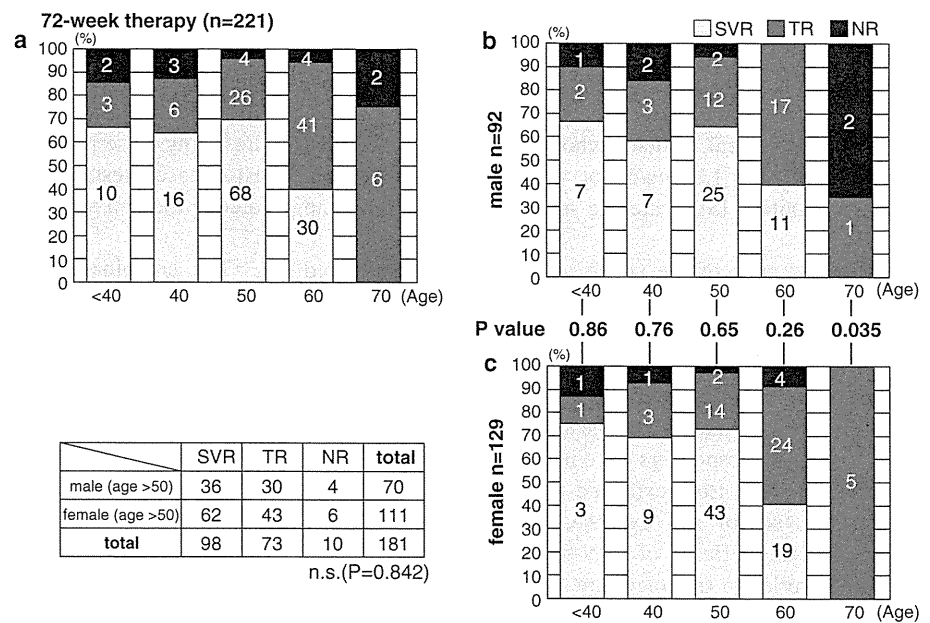 72-week therapy (n=221)
a
(%)
100
90
80
70
60
50
40
30
20
10
0
2 3 4 4 2
3 6 26 41 6
10 16 68 30
<40 40 50 60 70 (Age)
SVR TR NR
b
(%)
male n=92
100
90
80
70
60
50
40
30
20
10
0
1 2 2 2
2 3 12 17 1
7 7 25 11
<40 40 50 60 70 (Age)
P value 0.86 0.76 0.65 0.26 0.035
c
(%)
female n=129
100
90
80
70
60
50
40
30
20
10
0
1 1 2 4
1 3 14 24 5
3 9 43 19
<40 40 50 60 70 (Age)
SVR TR NR total
male (age >50) 36 30 4 70
female (age >50) 62 43 6 111
total 98 73 10 181
n.s.(P=0.842)